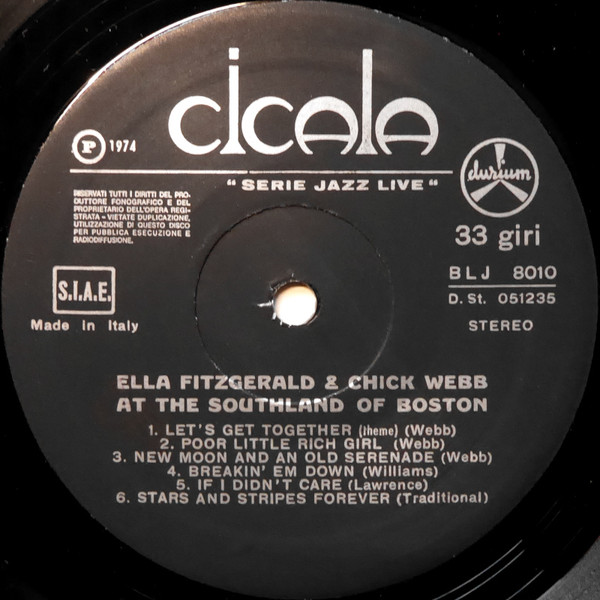 cicala
P 1974
" SERIE JAZZ LIVE "
durium
RISERVATI TUTTI I DIRITTI DEL PRO-
DUTTORE FONOGRAFICO E DEL
PROPRIETARIO DELL'OPERA REGI-
STRATA - VIETATE DUPLICAZIONE,
UTILIZZAZIONE DI QUESTO DISCO
PER PUBBLICA ESECUZIONE E
RADIODIFFUSIONE.
33 giri
BLJ 8010
D. St. 051235
STEREO
S.I.A.E.
Made in Italy
ELLA FITZGERALD & CHICK WEBB
AT THE SOUTHLAND OF BOSTON
1. LET'S GET TOGETHER (theme) (Webb)
2. POOR LITTLE RICH GIRL (Webb)
3. NEW MOON AND AN OLD SERENADE (Webb)
4. BREAKIN' EM DOWN (Williams)
5. IF I DIDN'T CARE (Lawrence)
6. STARS AND STRIPES FOREVER (Traditional)